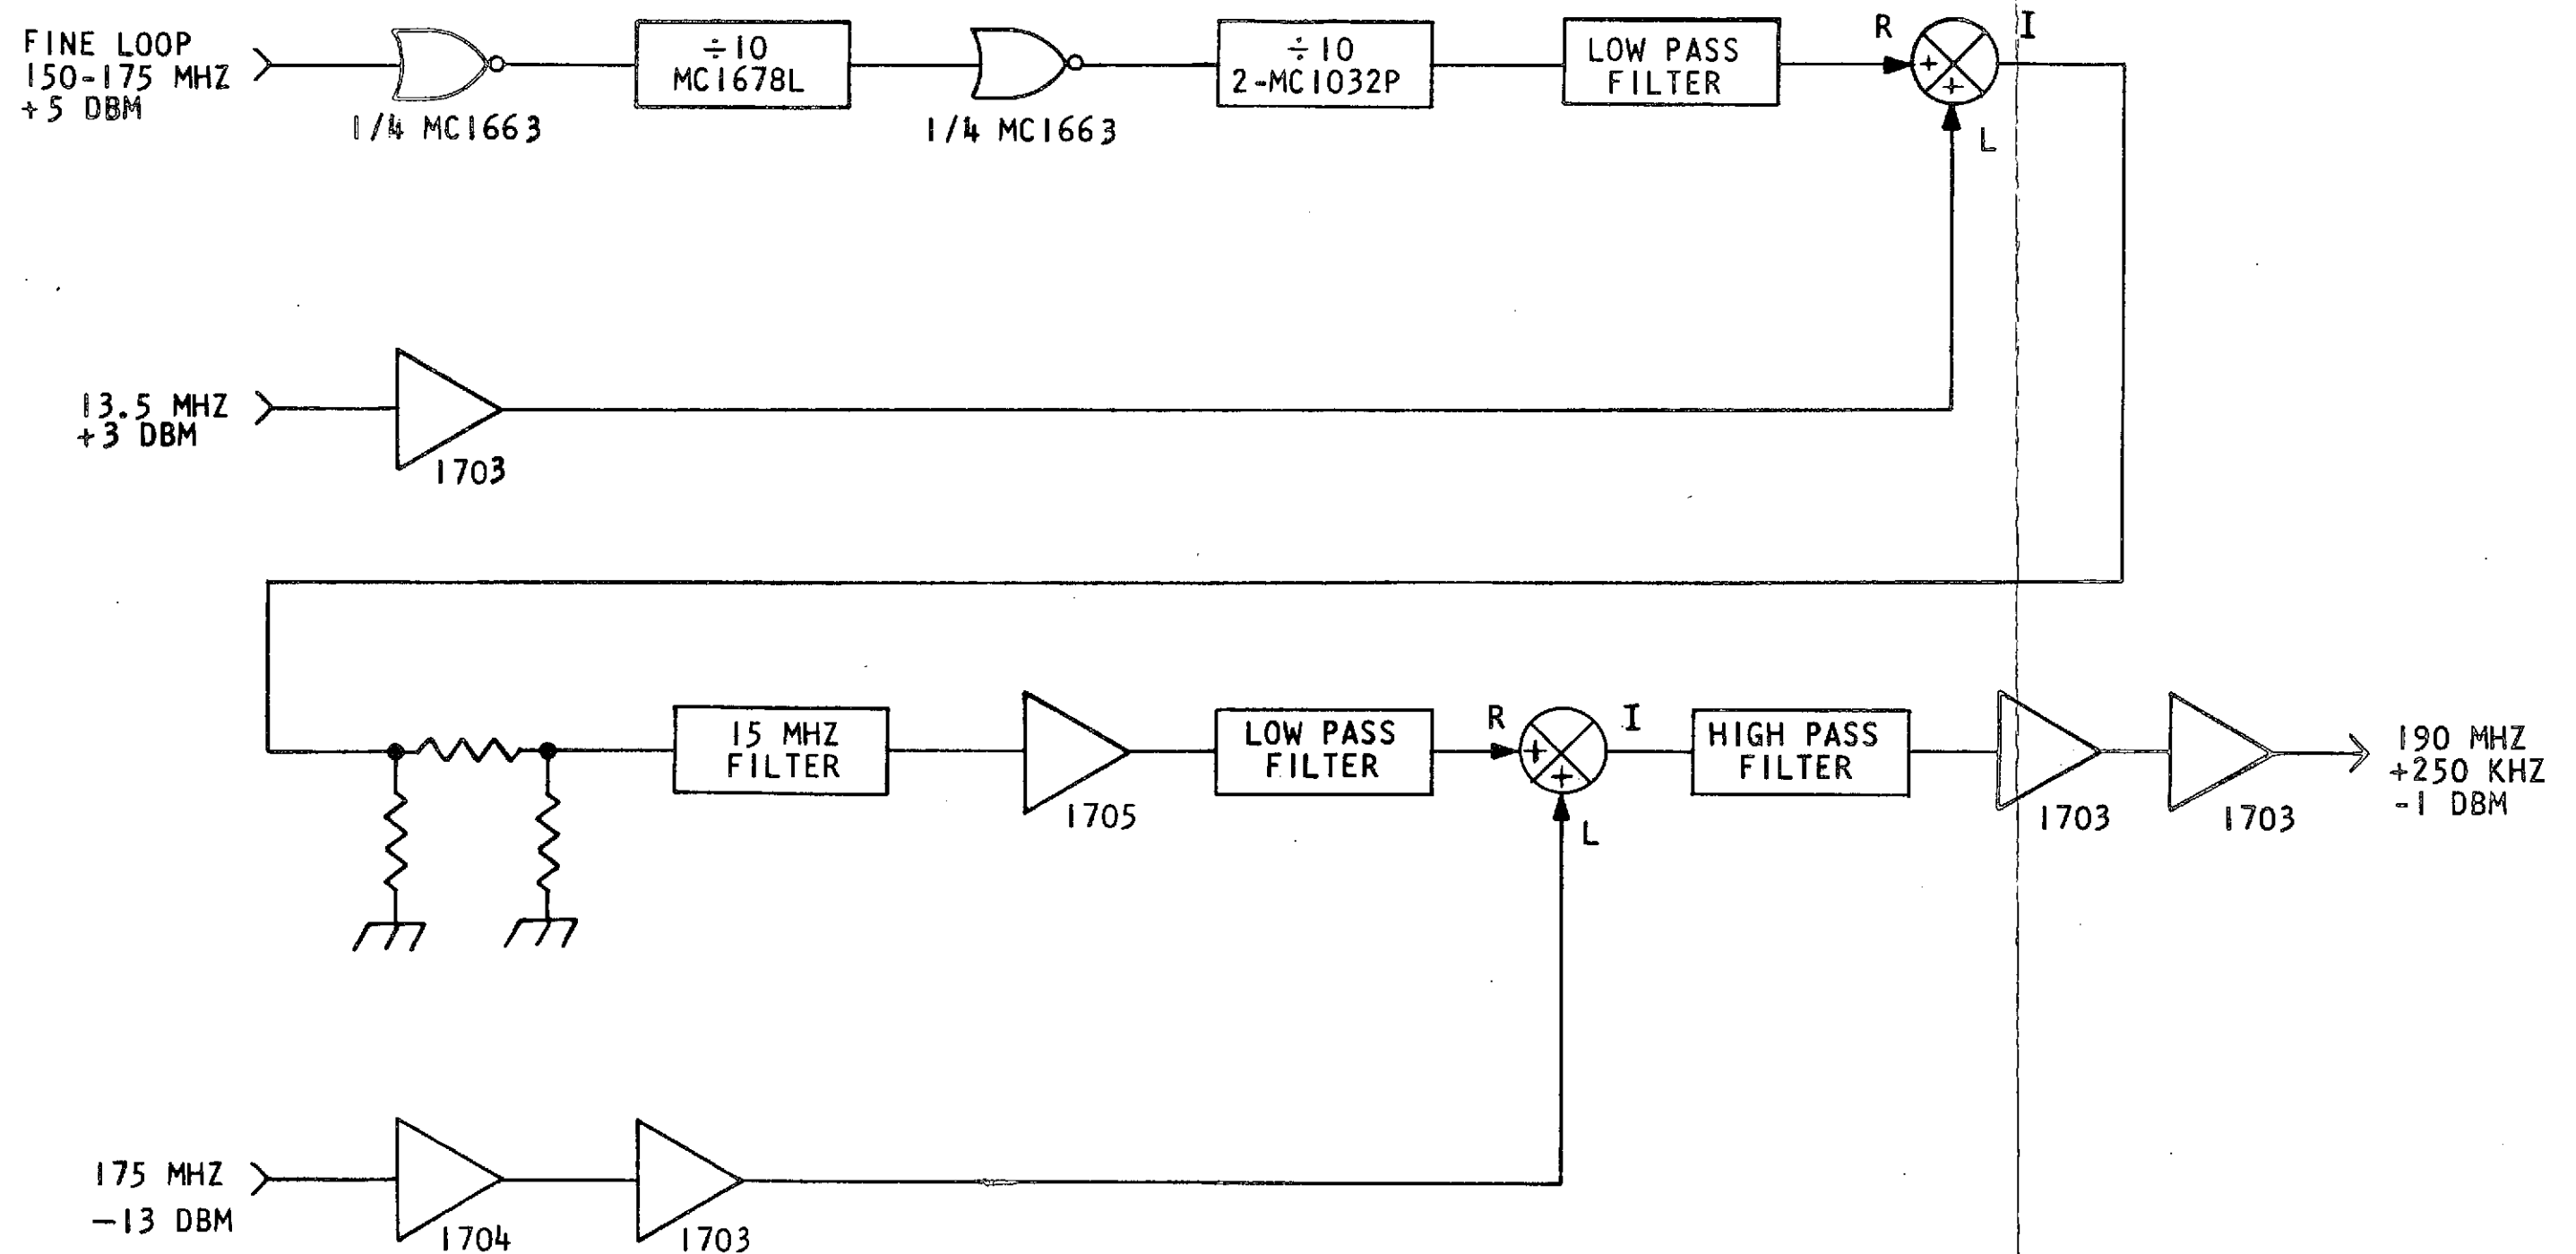 FINE LOOP
150-175 MHZ
+5 DBM
1/4 MC1663
÷10
MC1678L
1/4 MC1663
÷10
2-MC1032P
LOW PASS
FILTER
R
I
+
+
L
13.5 MHZ
+3 DBM
1703
15 MHZ
FILTER
1705
LOW PASS
FILTER
R
I
+
+
L
HIGH PASS
FILTER
1703
1703
190 MHZ
+250 KHZ
-1 DBM
175 MHZ
-13 DBM
1704
1703